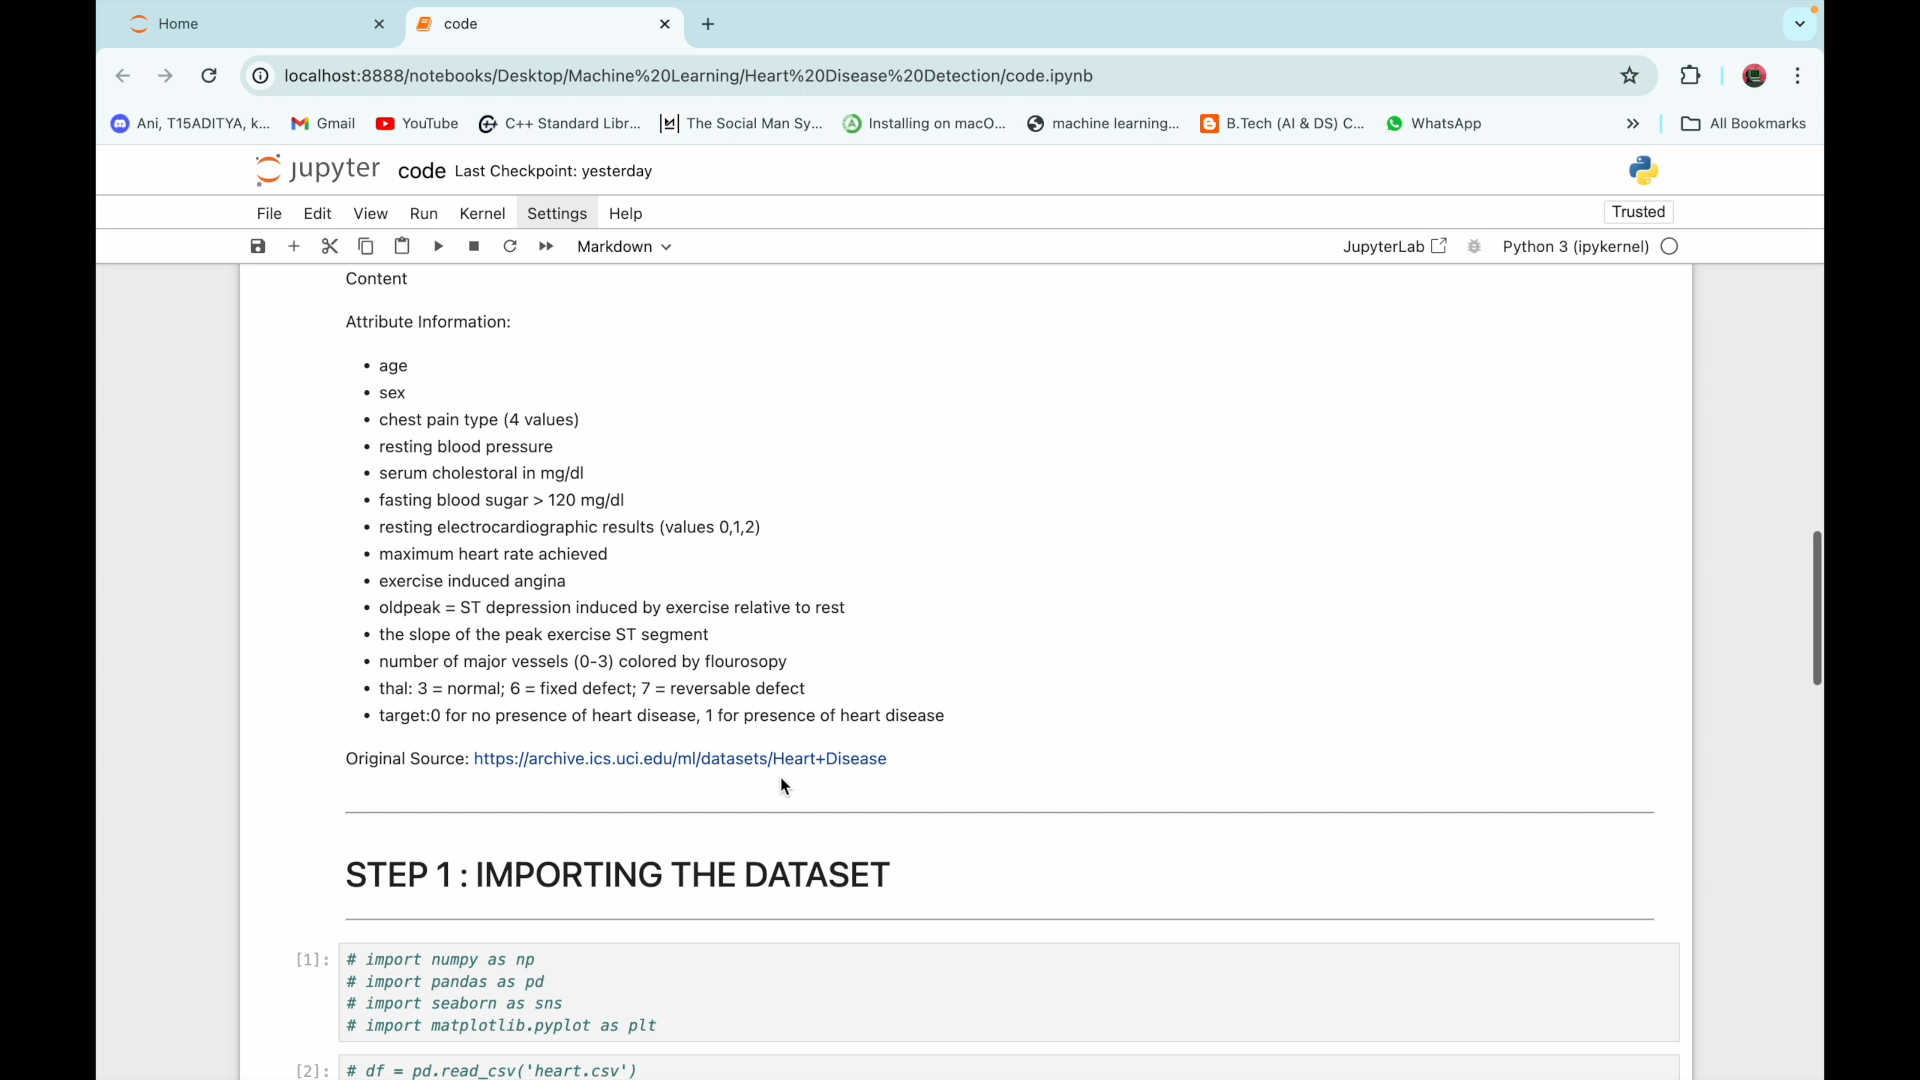 Home
code
localhost:8888/notebooks/Desktop/Machine%20Learning/Heart%20Disease%20Detection/code.ipynb
Ani, T15ADITYA, k...
Gmail
YouTube
C++ Standard Libr...
The Social Man Sy...
Installing on macO...
machine learning...
B.Tech (AI & DS) C...
WhatsApp
All Bookmarks
jupyter code Last Checkpoint: yesterday
File Edit View Run Kernel Settings Help
Trusted
Markdown
JupyterLab
Python 3 (ipykernel)
Content
Attribute Information:
• age
• sex
• chest pain type (4 values)
• resting blood pressure
• serum cholestoral in mg/dl
• fasting blood sugar > 120 mg/dl
• resting electrocardiographic results (values 0,1,2)
• maximum heart rate achieved
• exercise induced angina
• oldpeak = ST depression induced by exercise relative to rest
• the slope of the peak exercise ST segment
• number of major vessels (0-3) colored by flourosopy
• thal: 3 = normal; 6 = fixed defect; 7 = reversable defect
• target:0 for no presence of heart disease, 1 for presence of heart disease
Original Source: https://archive.ics.uci.edu/ml/datasets/Heart+Disease
STEP 1 : IMPORTING THE DATASET
[1]: # import numpy as np
# import pandas as pd
# import seaborn as sns
# import matplotlib.pyplot as plt
[2]: # df = pd.read_csv('heart.csv')